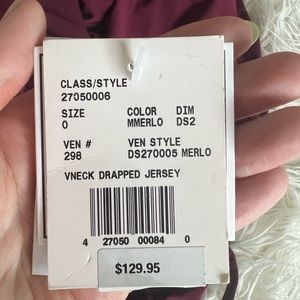 CLASS/STYLE
27050006
SIZE COLOR DIM
0 MMERLO DS2
VEN # VEN STYLE
298 DS270005 MERLO
VNECK DRAPPED JERSEY
4 27050 00084 0
$129.95